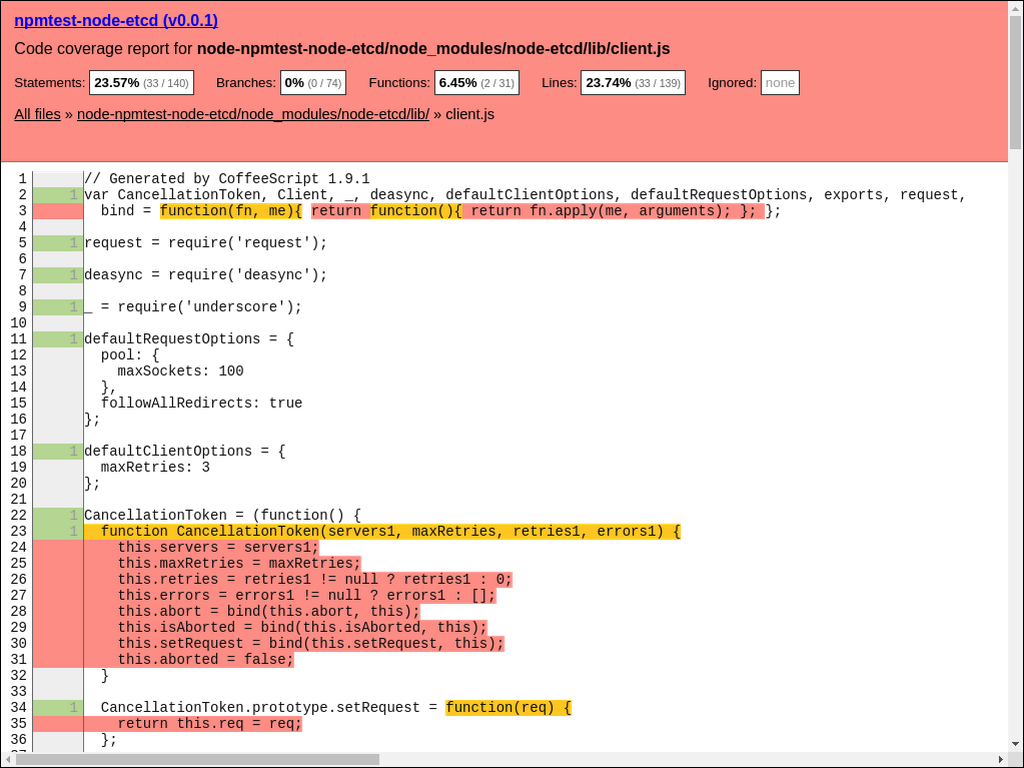 npmtest-node-etcd (v0.0.1)
Code coverage report for node-npmtest-node-etcd/node_modules/node-etcd/lib/client.js
Statements: 23.57% (33 / 140) Branches: 0% (0 / 74) Functions: 6.45% (2 / 31) Lines: 23.74% (33 / 139) Ignored: none
All files » node-npmtest-node-etcd/node_modules/node-etcd/lib/ » client.js
1 // Generated by CoffeeScript 1.9.1
2 1 var CancellationToken, Client, _, deasync, defaultClientOptions, defaultRequestOptions, exports, request,
3 bind = function(fn, me){ return function(){ return fn.apply(me, arguments); }; };
4
5 1 request = require('request');
6
7 1 deasync = require('deasync');
8
9 1 _ = require('underscore');
10
11 1 defaultRequestOptions = {
12 pool: {
13 maxSockets: 100
14 },
15 followAllRedirects: true
16 };
17
18 1 defaultClientOptions = {
19 maxRetries: 3
20 };
21
22 1 CancellationToken = (function() {
23 1 function CancellationToken(servers1, maxRetries, retries1, errors1) {
24 this.servers = servers1;
25 this.maxRetries = maxRetries;
26 this.retries = retries1 != null ? retries1 : 0;
27 this.errors = errors1 != null ? errors1 : [];
28 this.abort = bind(this.abort, this);
29 this.isAborted = bind(this.isAborted, this);
30 this.setRequest = bind(this.setRequest, this);
31 this.aborted = false;
32 }
33
34 1 CancellationToken.prototype.setRequest = function(req) {
35 return this.req = req;
36 };